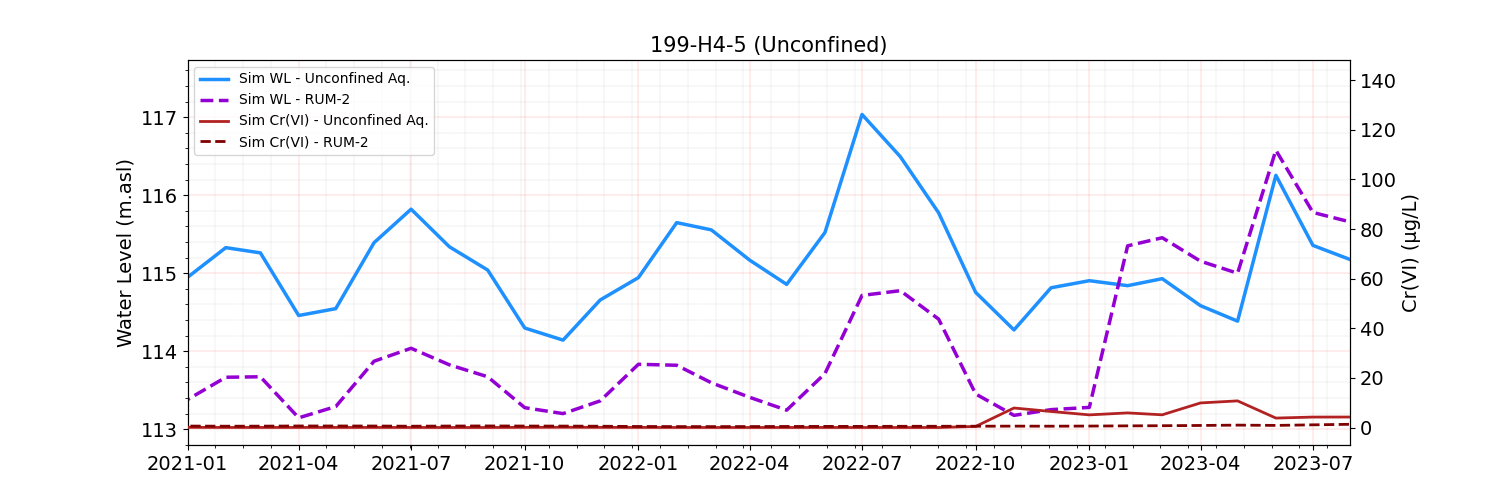 199-H4-5 (Unconfined)
Sim WL - Unconfined Aq.
Sim WL - RUM-2
Sim Cr(VI) - Unconfined Aq.
Sim Cr(VI) - RUM-2
Water Level (m.asl)
117
116
115
114
113
140
120
100
80
60
40
20
0
Cr(VI) (μg/L)
2021-01 2021-04 2021-07 2021-10 2022-01 2022-04 2022-07 2022-10 2023-01 2023-04 2023-07